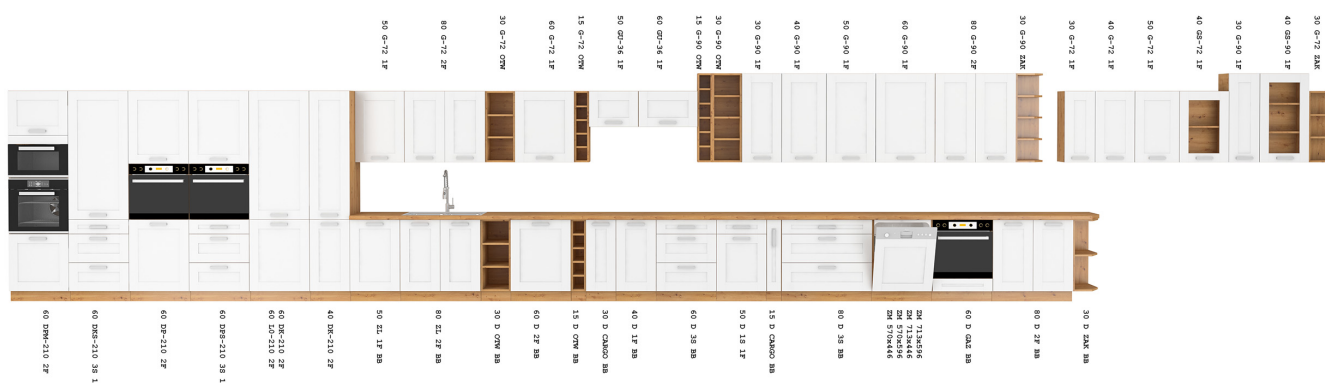 50 G-72 1F
80 G-72 2F
30 G-72 OTW
60 G-72 1F
15 G-72 OTW
50 GU-36 1F
60 GU-36 1F
15 G-90 OTW
30 G-90 OTW
30 G-90 1F
40 G-90 1F
50 G-90 1F
60 G-90 1F
80 G-90 2F
30 G-90 ZAK
30 G-72 1F
40 G-72 1F
50 G-72 1F
40 GS-72 1F
30 G-90 1F
40 GS-90 1F
30 G-72 ZAK
60 DPM-210 2F
60 DKS-210 3S 1
60 DP-210 2F
60 DPS-210 3S 1
60 DK-210 2F
60 LO-210 2F
40 DK-210 2F
50 ZL 1F BB
80 ZL 2F BB
30 D OTW BB
60 D 2F BB
15 D OTW BB
30 D CARGO BB
40 D 1F BB
60 D 3S BB
50 D 1S 1F
15 D CARGO BB
80 D 3S BB
ZM 713x596
ZM 713x446
ZM 570x596
ZM 570x446
60 D GAZ BB
80 D 2F BB
30 D ZAK BB